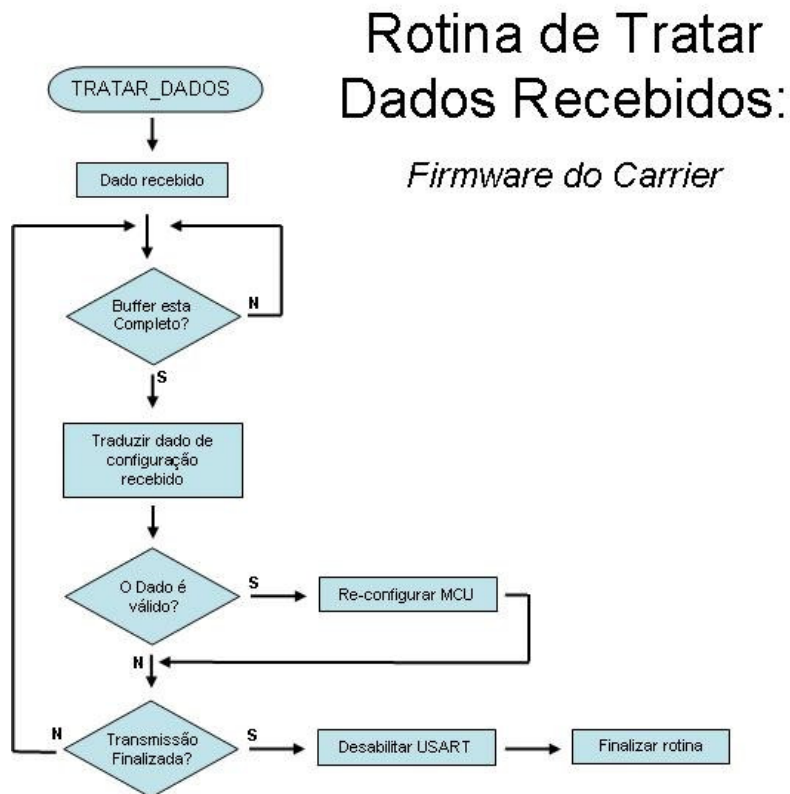 Rotina de Tratar
Dados Recebidos:
Firmware do Carrier
TRATAR_DADOS
Dado recebido
Buffer esta
Completo?
N
S
Traduzir dado de
configuração
recebido
O Dado é
válido?
S
Re-configurar MCU
N
Transmissão
Finalizada?
N
S
Desabilitar USART
Finalizar rotina